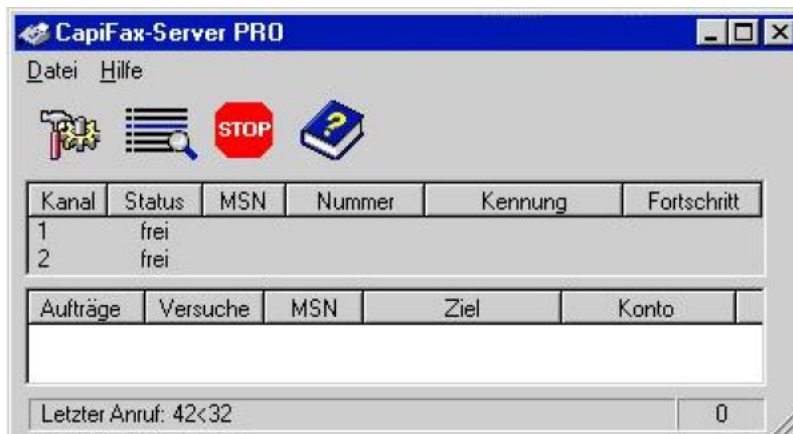 CapiFax-Server PRO
Datei Hilfe
STOP ?
Kanal Status MSN Nummer Kennung Fortschritt
1 frei
2 frei
Aufträge Versuche MSN Ziel Konto
Letzter Anruf: 42<32 0